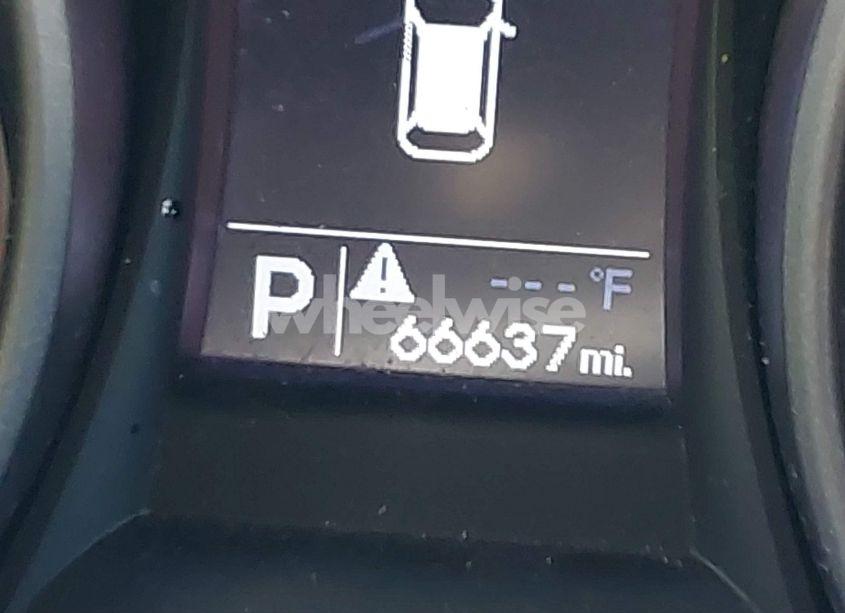 P
--- °F
wheelwise
66637 mi.